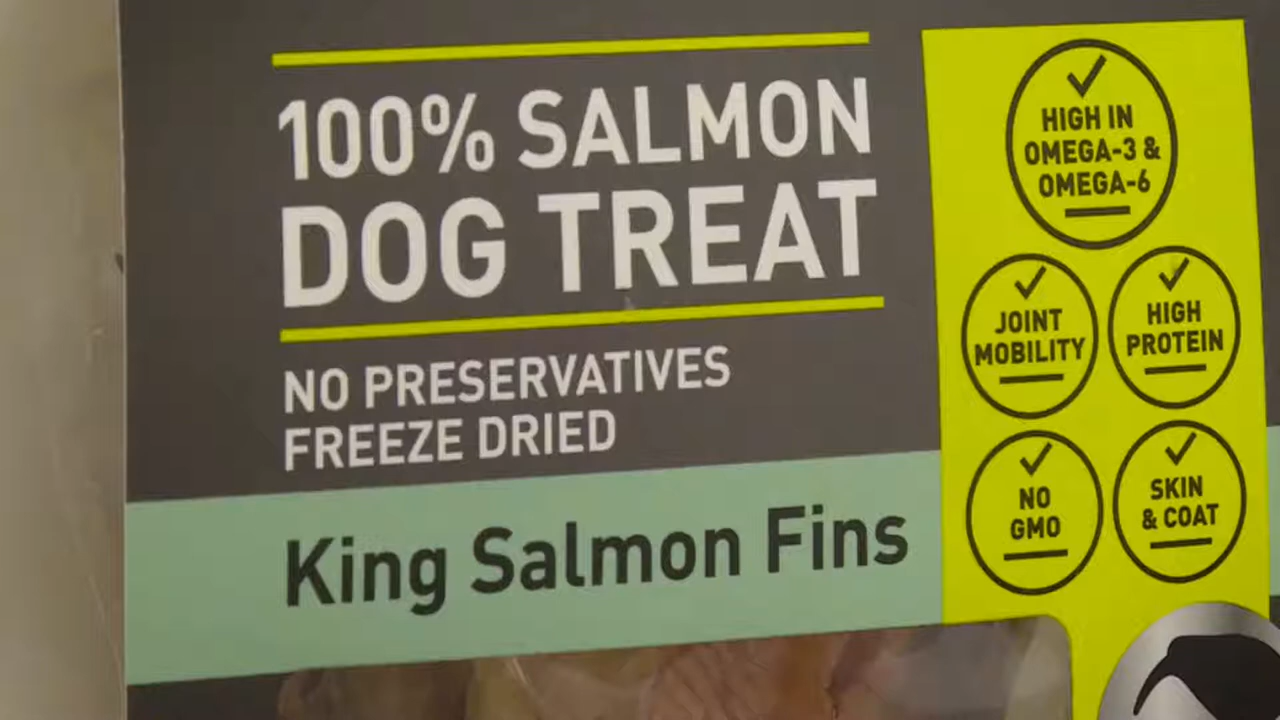 100% SALMON
DOG TREAT
NO PRESERVATIVES
FREEZE DRIED
King Salmon Fins
HIGH IN
OMEGA-3 &
OMEGA-6
JOINT
MOBILITY
HIGH
PROTEIN
NO
GMO
SKIN
& COAT